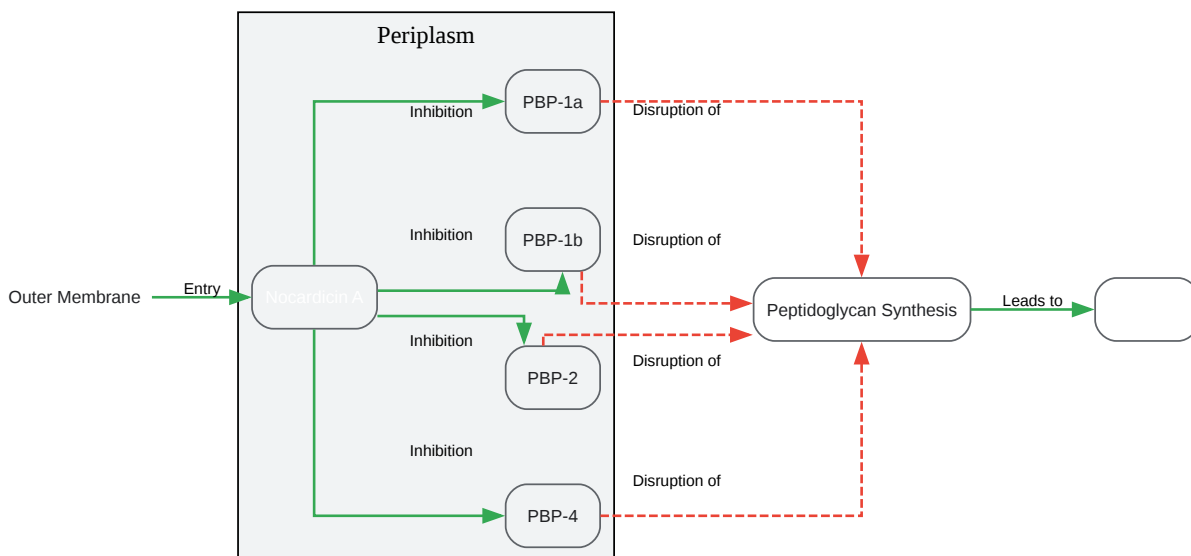 Periplasm
PBP-1a
Inhibition
Disruption of
Inhibition
PBP-1b
Disruption of
Outer Membrane
Entry
Nocardicin A
Peptidoglycan Synthesis
Leads to
Inhibition
Disruption of
PBP-2
Inhibition
Disruption of
PBP-4